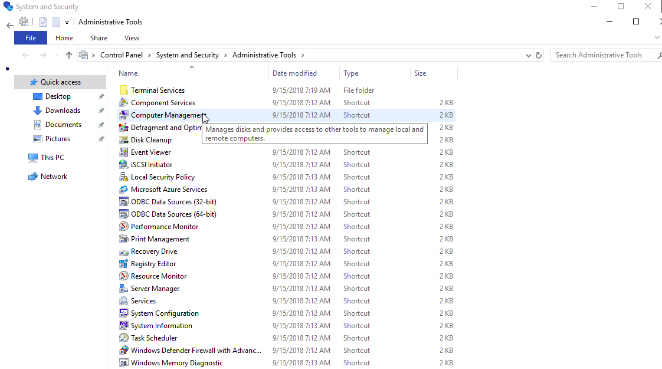 System and Security
Administrative Tools
File Home Share View
Control Panel > System and Security > Administrative Tools >
Search Administrative Tools
Name Date modified Type Size
Quick access
Desktop
Downloads
Documents
Pictures
This PC
Network
Terminal Services 9/15/2018 7:19 AM File folder
Component Services 9/15/2018 7:12 AM Shortcut 2 KB
Computer Management 9/15/2018 7:12 AM Shortcut 2 KB
Defragment and Optim 2 KB
Manages disks and provides access to other tools to manage local and
remote computers.
Disk Cleanup 2 KB
Event Viewer 9/15/2018 7:12 AM Shortcut 2 KB
iSCSI Initiator 9/15/2018 7:12 AM Shortcut 2 KB
Local Security Policy 9/15/2018 7:13 AM Shortcut 2 KB
Microsoft Azure Services 9/15/2018 7:13 AM Shortcut 2 KB
ODBC Data Sources (32-bit) 9/15/2018 7:12 AM Shortcut 2 KB
ODBC Data Sources (64-bit) 9/15/2018 7:12 AM Shortcut 2 KB
Performance Monitor 9/15/2018 7:12 AM Shortcut 2 KB
Print Management 9/15/2018 7:13 AM Shortcut 2 KB
Recovery Drive 9/15/2018 7:13 AM Shortcut 2 KB
Registry Editor 9/15/2018 7:12 AM Shortcut 2 KB
Resource Monitor 9/15/2018 7:12 AM Shortcut 2 KB
Server Manager 9/15/2018 7:13 AM Shortcut 2 KB
Services 9/15/2018 7:12 AM Shortcut 2 KB
System Configuration 9/15/2018 7:12 AM Shortcut 2 KB
System Information 9/15/2018 7:13 AM Shortcut 2 KB
Task Scheduler 9/15/2018 7:12 AM Shortcut 2 KB
Windows Defender Firewall with Advanc... 9/15/2018 7:12 AM Shortcut 2 KB
Windows Memory Diagnostic 9/15/2018 7:12 AM Shortcut 2 KB